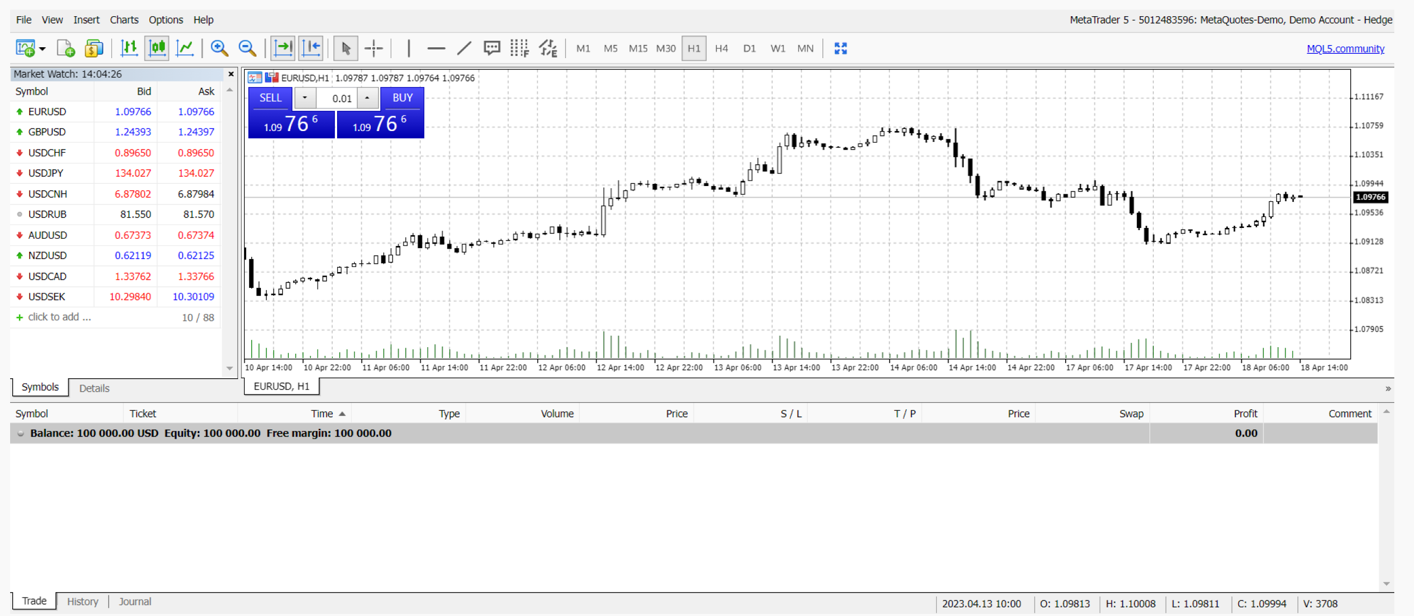 File View Insert Charts Options Help
MetaTrader 5 - 5012483596: MetaQuotes-Demo, Demo Account - Hedge
M1 M5 M15 M30 H1 H4 D1 W1 MN
MQL5.community
Market Watch: 14:04:26
Symbol Bid Ask
EURUSD 1.09766 1.09766
GBPUSD 1.24393 1.24397
USDCHF 0.89650 0.89650
USDJPY 134.027 134.027
USDCNH 6.87802 6.87984
USDRUB 81.550 81.570
AUDUSD 0.67373 0.67374
NZDUSD 0.62119 0.62125
USDCAD 1.33762 1.33766
USDSEK 10.29840 10.30109
+ click to add ... 10 / 88
Symbols Details
EURUSD,H1 1.09787 1.09787 1.09764 1.09766
SELL 0.01 BUY
1.09 76 6 1.09 76 6
1.11167
1.10759
1.10351
1.09944
1.09766
1.09536
1.09128
1.08721
1.08313
1.07905
10 Apr 14:00 10 Apr 22:00 11 Apr 06:00 11 Apr 14:00 11 Apr 22:00 12 Apr 06:00 12 Apr 14:00 12 Apr 22:00 13 Apr 06:00 13 Apr 14:00 13 Apr 22:00 14 Apr 06:00 14 Apr 14:00 14 Apr 22:00 17 Apr 06:00 17 Apr 14:00 17 Apr 22:00 18 Apr 06:00 18 Apr 14:00
EURUSD, H1
Symbol Ticket Time Type Volume Price S / L T / P Price Swap Profit Comment
Balance: 100 000.00 USD Equity: 100 000.00 Free margin: 100 000.00 0.00
Trade History Journal
2023.04.13 10:00 O: 1.09813 H: 1.10008 L: 1.09811 C: 1.09994 V: 3708